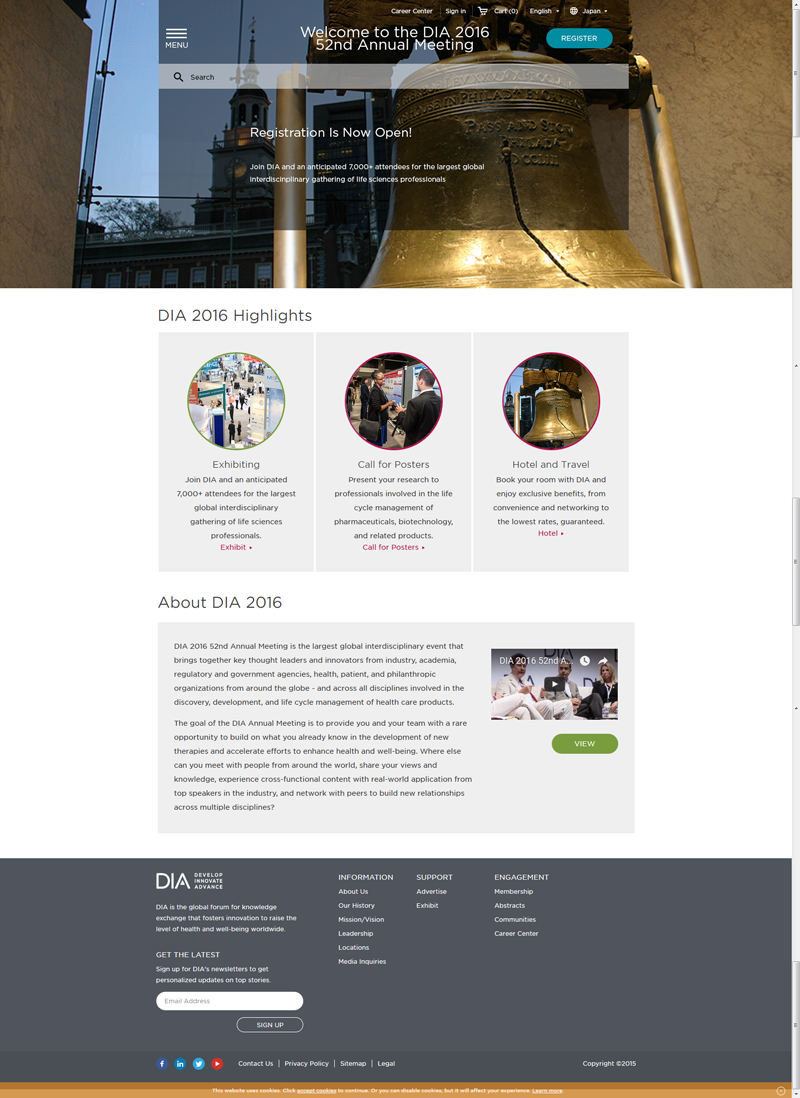 Career Center Sign in Cart (0) English Japan
MENU
Welcome to the DIA 2016
52nd Annual Meeting
REGISTER
Search
PASS AND STOW
Registration Is Now Open!
Join DIA and an anticipated 7,000+ attendees for the largest global
interdiscinplinary gathering of life sciences professionals
DIA 2016 Highlights
Exhibiting
Join DIA and an anticipated
7,000+ attendees for the largest
global interdisciplinary
gathering of life sciences
professionals.
Exhibit
Call for Posters
Present your research to
professionals involved in the life
cycle management of
pharmaceuticals, biotechnology,
and related products.
Call for Posters
Hotel and Travel
Book your room with DIA and
enjoy exclusive benefits, from
convenience and networking to
the lowest rates, guaranteed.
Hotel
About DIA 2016
DIA 2016 52nd Annual Meeting is the largest global interdisciplinary event that
brings together key thought leaders and innovators from industry, academia,
regulatory and government agencies, health, patient, and philanthropic
organizations from around the globe - and across all disciplines involved in the
discovery, development, and life cycle management of health care products.
The goal of the DIA Annual Meeting is to provide you and your team with a rare
opportunity to build on what you already know in the development of new
therapies and accelerate efforts to enhance health and well-being. Where else
can you meet with people from around the world, share your views and
knowledge, experience cross-functional content with real-world application from
top speakers in the industry, and network with peers to build new relationships
across multiple disciplines?
DIA 2016 52nd A...
VIEW
DIA DEVELOP
INNOVATE
ADVANCE
DIA is the global forum for knowledge
exchange that fosters innovation to raise the
level of health and well-being worldwide.
GET THE LATEST
Sign up for DIA's newsletters to get
personalized updates on top stories.
Email Address
SIGN UP
INFORMATION
About Us
Our History
Mission/Vision
Leadership
Locations
Media Inquiries
SUPPORT
Advertise
Exhibit
ENGAGEMENT
Membership
Abstracts
Communities
Career Center
Contact Us | Privacy Policy | Sitemap | Legal
Copyright ©2015
This website uses cookies. Click accept cookies to continue. Or you can disable cookies, but it will affect your experience. Learn more.